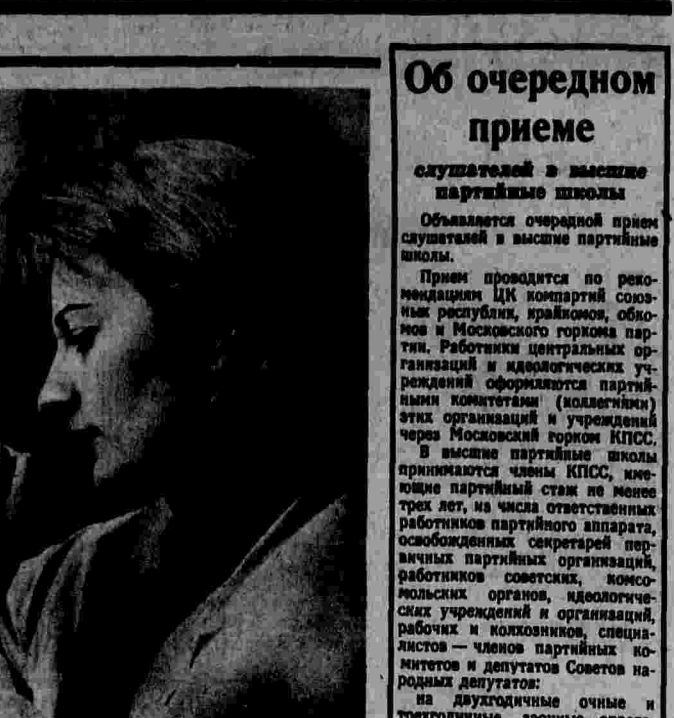 Об очередном
приеме
слушателей в высшие
партийные школы
Объявляется очередной прием
слушателей в высшие партийные
школы.
Прием проводится по реко-
мендациям ЦК компартий союз-
ных республик, крайкомов, обко-
мов и Московского горкома пар-
тии. Работники центральных ор-
ганизаций и идеологических уч-
реждений оформляются партий-
ными комитетами (коллегиями)
этих организаций и учреждений
через Московский горком КПСС.
В высшие партийные школы
принимаются члены КПСС, име-
ющие партийный стаж не менее
трех лет, из числа ответственных
работников партийного аппарата,
освобожденных секретарей пер-
вичных партийных организаций,
работников советских, комсо-
мольских органов, идеологиче-
ских учреждений и организаций,
рабочих и колхозников, специа-
листов — членов партийных ко-
митетов и депутатов Советов на-
родных депутатов:
на двухгодичные очные и
трехгодичные заочные